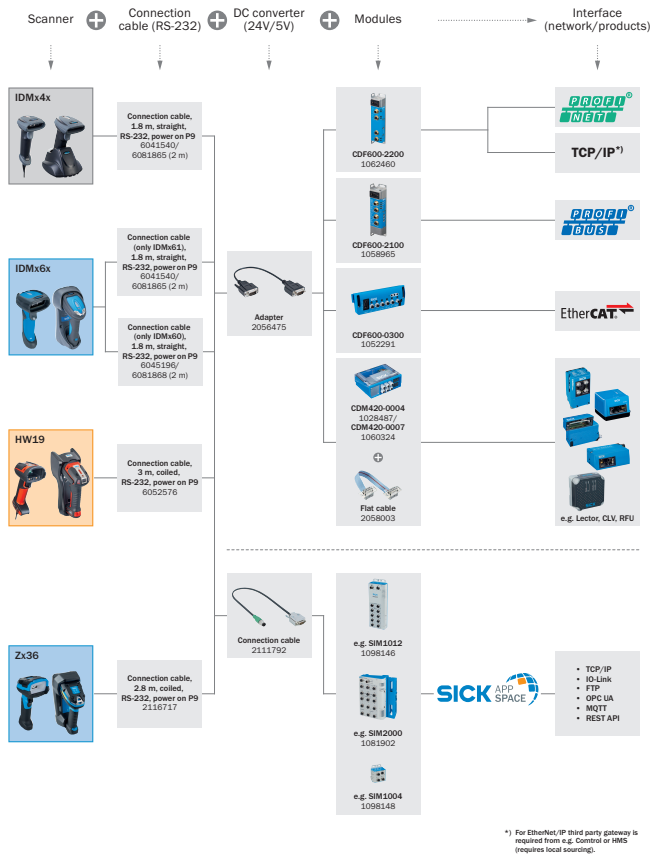 Scanner
Connection
cable (RS-232)
DC converter
(24V/5V)
Modules
Interface
(network/products)
IDMx4x
Connection cable,
1.8 m, straight,
RS-232, power on P9
6041540/
6081865 (2 m)
CDF600-2200
1062460
PROFI
NET
TCP/IP*)
IDMx6x
Connection cable
(only IDMx61),
1.8 m, straight,
RS-232, power on P9
6041540/
6081865 (2 m)
Connection cable
(only IDMx60),
1.8 m, straight,
RS-232, power on P9
6045196/
6081868 (2 m)
Adapter
2056475
CDF600-2100
1058965
PROFI
BUS
CDF600-0300
1052291
EtherCAT®
CDM420-0004
1028487/
CDM420-0007
1060324
Flat cable
2058003
e.g. Lector, CLV, RFU
HW19
Connection cable,
3 m, coiled,
RS-232, power on P9
6052576
Zx36
Connection cable,
2.8 m, coiled,
RS-232, power on P9
2116717
Connection cable
2111792
e.g. SIM1012
1098146
e.g. SIM2000
1081902
e.g. SIM1004
1098148
SICK APP
SPACE
• TCP/IP
• IO-Link
• FTP
• OPC UA
• MQTT
• REST API
*) For EtherNet/IP third party gateway is
required from e.g. Comtrol or HMS
(requires local sourcing).